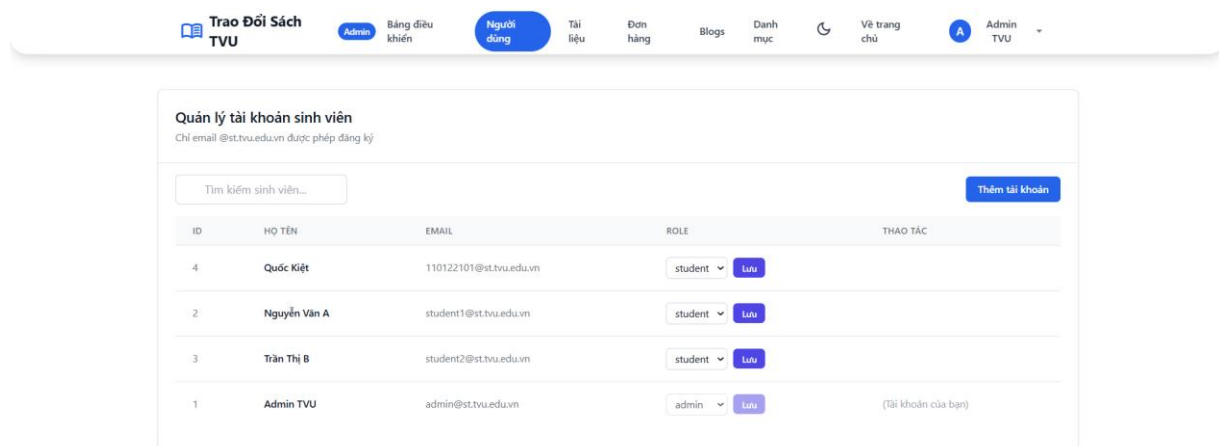 Trao Đổi Sách
TVU
Admin
Bảng điều
khiển
Người
dùng
Tài
liệu
Đơn
hàng
Blogs
Danh
mục
Về trang
chủ
A
Admin
TVU
Quản lý tài khoản sinh viên
Chỉ email @st.tvu.edu.vn được phép đăng ký
Tìm kiếm sinh viên...
Thêm tài khoản
ID HỌ TÊN EMAIL ROLE THAO TÁC
4 Quốc Kiệt 110122101@st.tvu.edu.vn student Lưu
2 Nguyễn Văn A student1@st.tvu.edu.vn student Lưu
3 Trần Thị B student2@st.tvu.edu.vn student Lưu
1 Admin TVU admin@st.tvu.edu.vn admin Lưu (Tài khoản của bạn)